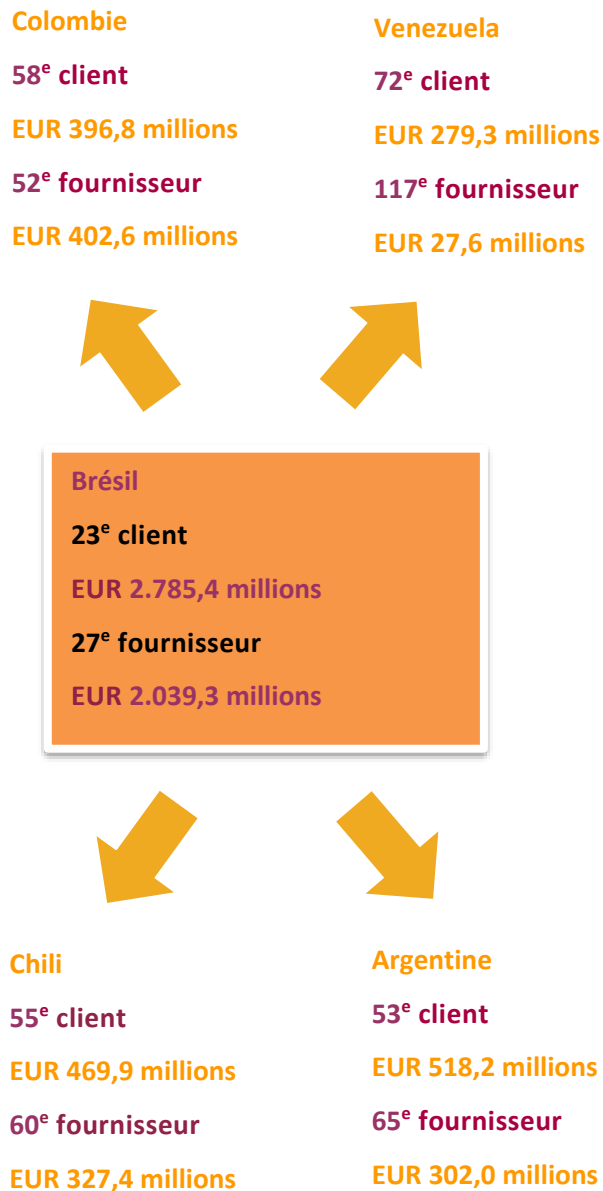 Colombie
58e client
EUR 396,8 millions
52e fournisseur
EUR 402,6 millions
Venezuela
72e client
EUR 279,3 millions
117e fournisseur
EUR 27,6 millions
Brésil
23e client
EUR 2.785,4 millions
27e fournisseur
EUR 2.039,3 millions
Chili
55e client
EUR 469,9 millions
60e fournisseur
EUR 327,4 millions
Argentine
53e client
EUR 518,2 millions
65e fournisseur
EUR 302,0 millions